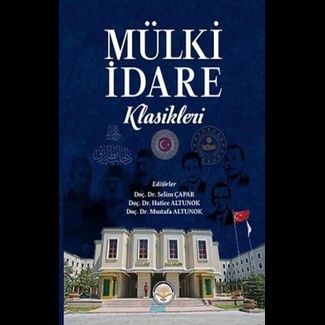 MÜLKİ
İDARE
Klasikleri
Editörler
Doç. Dr. Selim ÇAPAR
Doç. Dr. Hatice ALTUNOK
Doç. Dr. Mustafa ALTUNOK